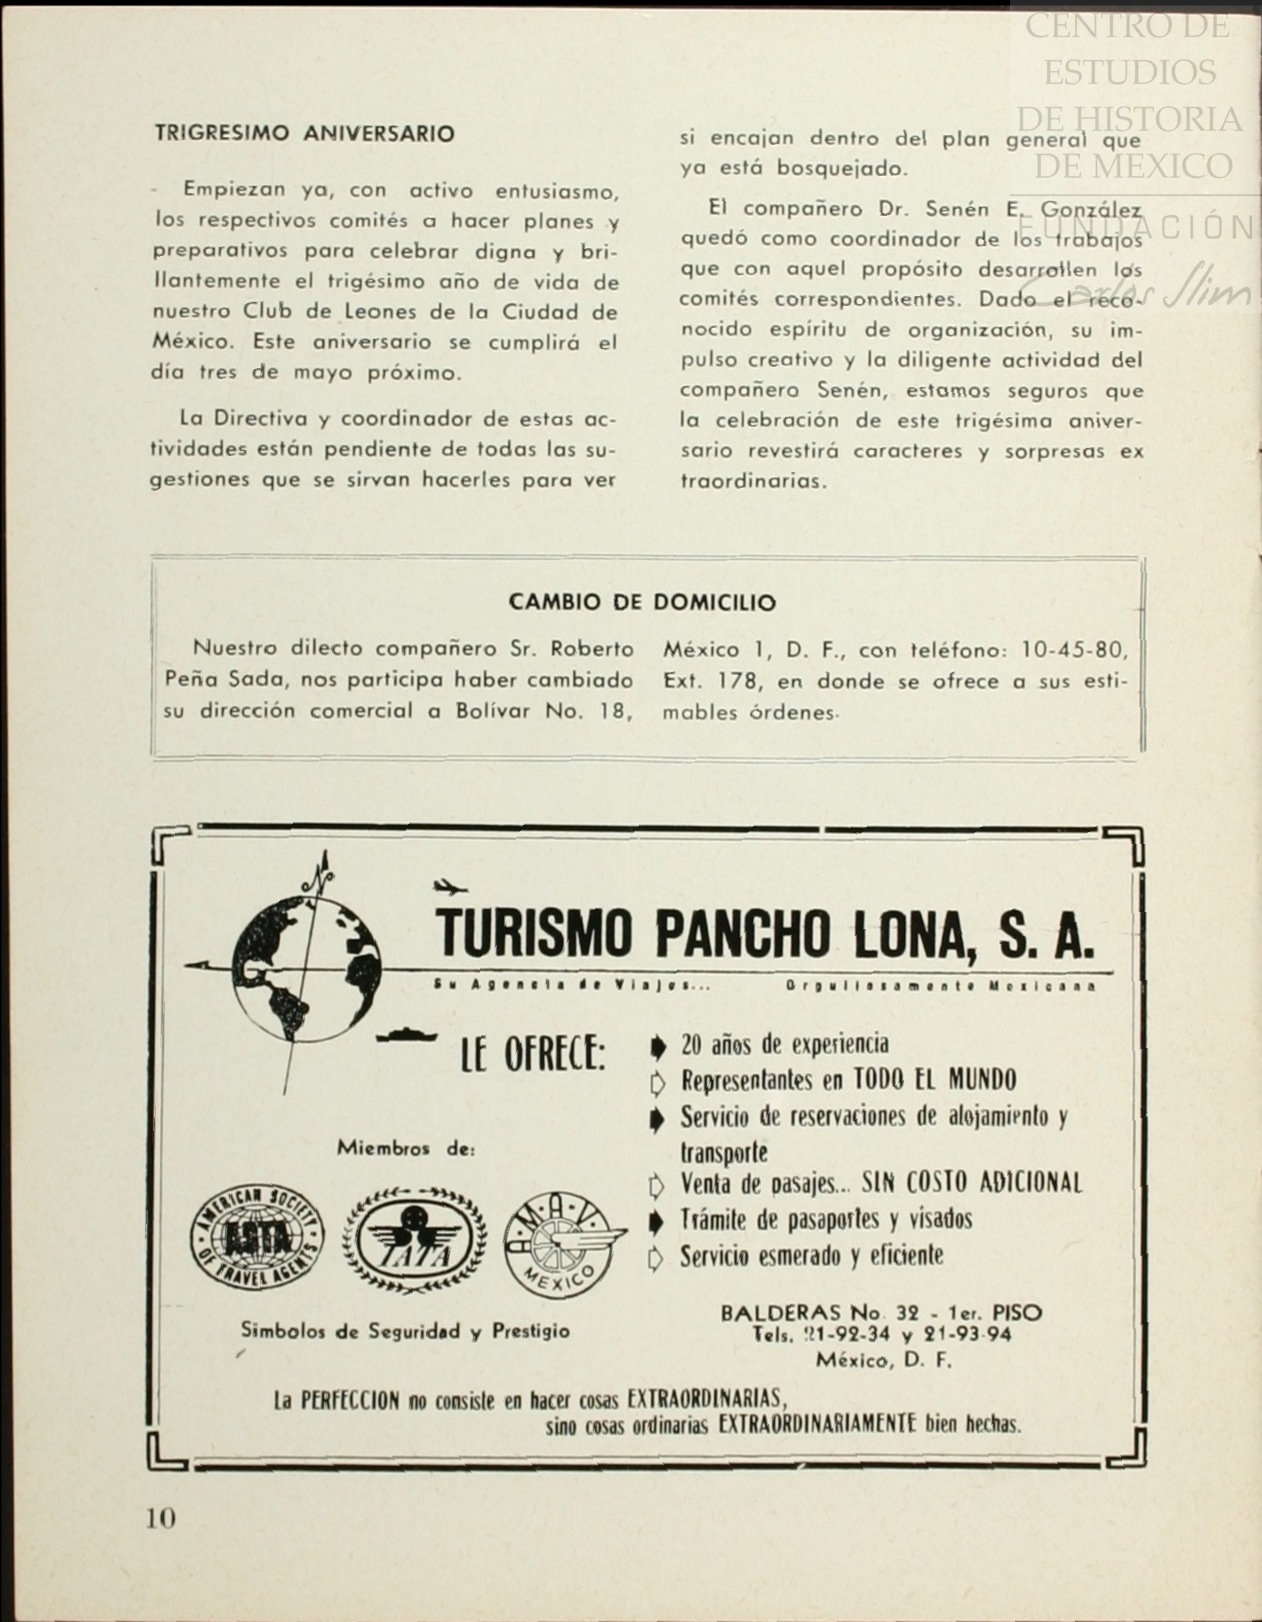 CENTRO DE
ESTUDIOS
DE HISTORIA
DE MEXICO
FUNDACIÓN
Carlos Slim
TRIGRESIMO ANIVERSARIO
Empiezan ya, con activo entusiasmo,
los respectivos comités a hacer planes y
preparativos para celebrar digna y bri-
llantemente el trigésimo año de vida de
nuestro Club de Leones de la Ciudad de
México. Este aniversario se cumplirá el
día tres de mayo próximo.
La Directiva y coordinador de estas ac-
tividades están pendiente de todas las su-
gestiones que se sirvan hacerles para ver
si encajan dentro del plan general que
ya está bosquejado.
El compañero Dr. Senén E. González
quedó como coordinador de los trabajos
que con aquel propósito desarrollen los
comités correspondientes. Dado el reco-
nocido espíritu de organización, su im-
pulso creativo y la diligente actividad del
compañero Senén, estamos seguros que
la celebración de este trigésima aniver-
sario revestirá caracteres y sorpresas ex
traordinarias.
CAMBIO DE DOMICILIO
Nuestro dilecto compañero Sr. Roberto
Peña Sada, nos participa haber cambiado
su dirección comercial a Bolívar No. 18,
México 1, D. F., con teléfono: 10-45-80,
Ext. 178, en donde se ofrece a sus esti-
mables órdenes.
N
TURISMO PANCHO LONA, S. A.
Su Agencia de Viajes... Orgullosamente Mexicana
LE OFRECE:
20 años de experiencia
Representantes en TODO EL MUNDO
Servicio de reservaciones de alojamiento y
transporte
Venta de pasajes... SIN COSTO ADICIONAL
Trámite de pasaportes y visados
Servicio esmerado y eficiente
Miembros de:
AMERICAN SOCIETY
ASTA
OF TRAVEL AGENTS
IATA
A.M.A.V.
MEXICO
Simbolos de Seguridad y Prestigio
BALDERAS No. 32 - 1er. PISO
Tels. 21-92-34 y 21-93-94
México, D. F.
La PERFECCION no consiste en hacer cosas EXTRAORDINARIAS,
sino cosas ordinarias EXTRAORDINARIAMENTE bien hechas.
10